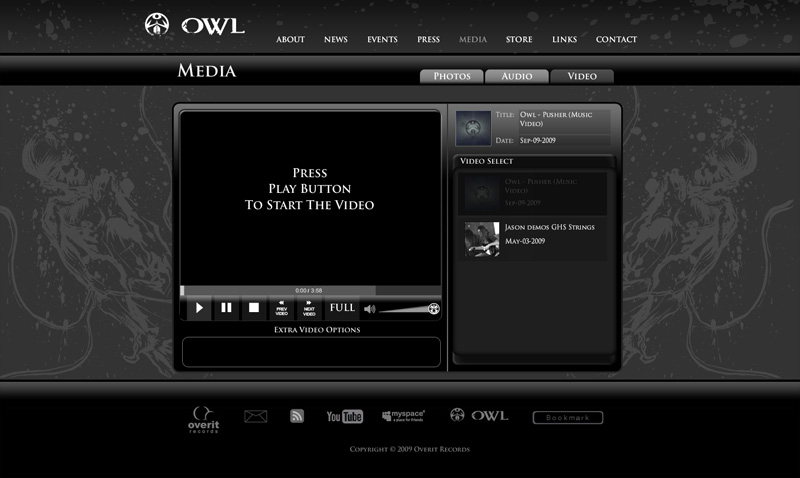 OWL
ABOUT NEWS EVENTS PRESS MEDIA STORE LINKS CONTACT
MEDIA
PHOTOS AUDIO VIDEO
PRESS
PLAY BUTTON
TO START THE VIDEO
0:00 / 3:58
PREV VIDEO
NEXT VIDEO
FULL
EXTRA VIDEO OPTIONS
TITLE: OWL - PUSHER (MUSIC
VIDEO)
DATE: SEP-09-2009
VIDEO SELECT
OWL - PUSHER (MUSIC
VIDEO)
SEP-09-2009
JASON DEMOS GHS STRINGS
MAY-03-2009
overit
records
YouTube
myspace
a place for friends
OWL
Bookmark
COPYRIGHT © 2009 OVERIT RECORDS